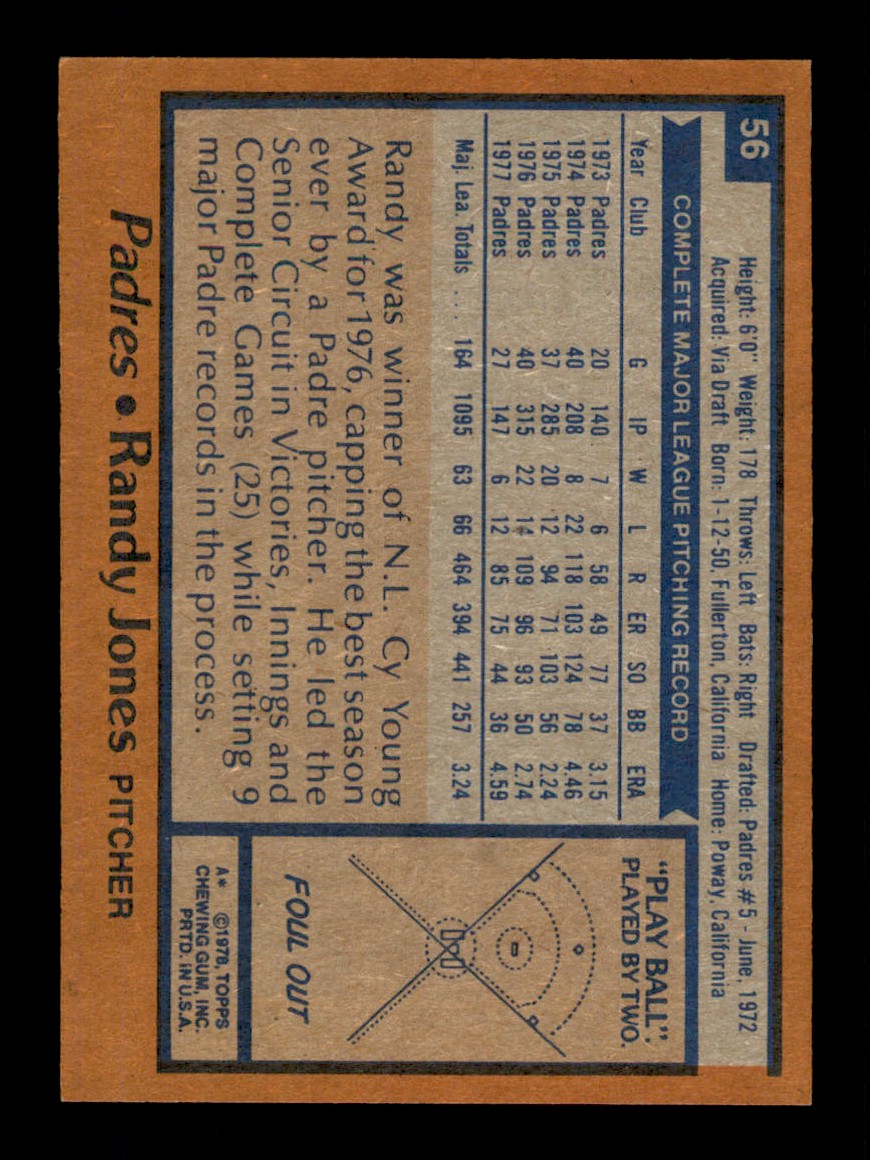 56
Height: 6'0" Weight: 178 Throws: Left Bats: Right Drafted: Padres #5 - June, 1972
Acquired: Via Draft Born: 1-12-50, Fullerton, California Home: Poway, California
COMPLETE MAJOR LEAGUE PITCHING RECORD
Year Club G IP W L R ER SO BB ERA
1973 Padres 20 140 7 6 58 49 77 37 3.15
1974 Padres 40 208 8 22 118 103 124 78 4.46
1975 Padres 37 285 20 12 94 71 103 56 2.24
1976 Padres 40 315 22 14 109 96 93 50 2.74
1977 Padres 27 147 6 12 85 75 44 36 4.59
Maj. Lea. Totals ... 164 1095 63 66 464 394 441 257 3.24
Randy was winner of N.L. Cy Young
Award for 1976, capping the best season
ever by a Padre pitcher. He led the
Senior Circuit in Victories, Innings and
Complete Games (25) while setting 9
major Padre records in the process.
"PLAY BALL":
PLAYED BY TWO.
FOUL OUT
A* ©1978, TOPPS
CHEWING GUM, INC.
PRTD. IN U.S.A.
Padres • Randy Jones PITCHER